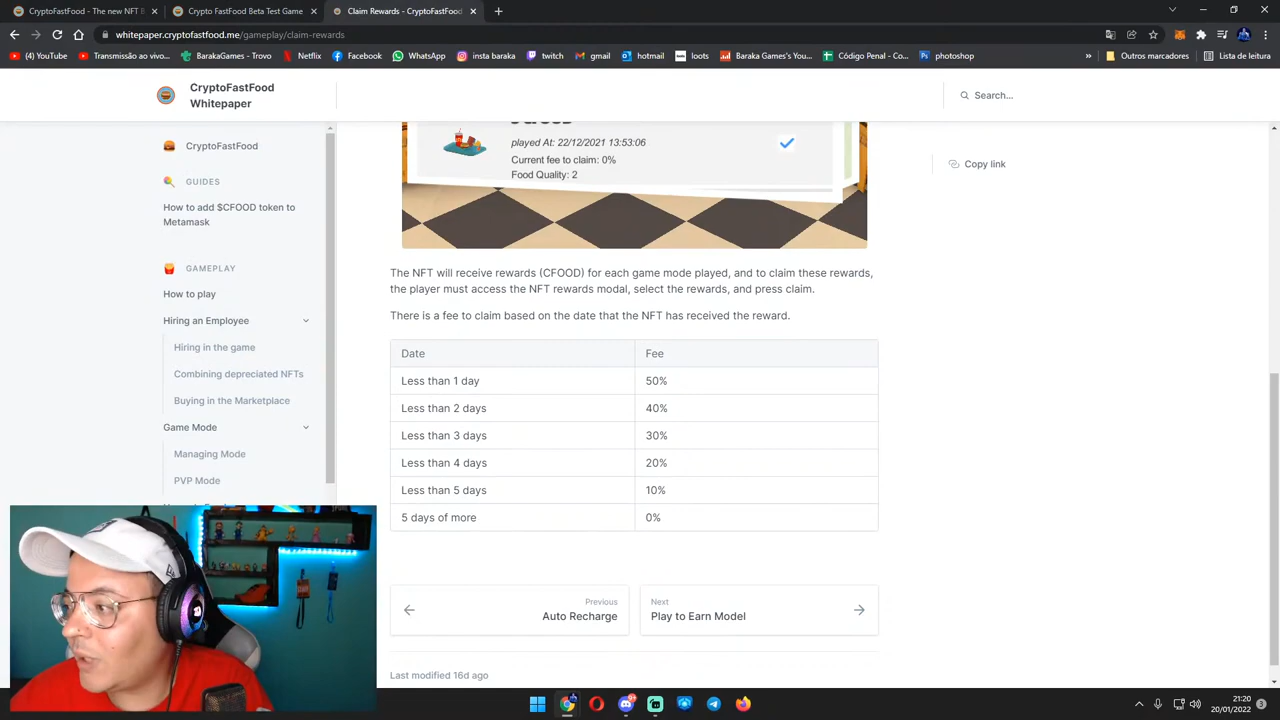 CryptoFastFood - The new NFT B
CryptoFastFood Beta Test Game
Claim Rewards - CryptoFastFood
whitepaper.cryptofastfood.me/gameplay/claim-rewards
(4) YouTube
Transmissão ao vivo...
BarakaGames - Trovo
Netflix
Facebook
WhatsApp
insta baraka
twitch
gmail
hotmail
loots
Baraka Games's You...
Código Penal - Co...
photoshop
»
Outros marcadores
Lista de leitura
CryptoFastFood
Whitepaper
Search...
CryptoFastFood
GUIDES
How to add $CFOOD token to
Metamask
GAMEPLAY
How to play
Hiring an Employee
Hiring in the game
Combining depreciated NFTs
Buying in the Marketplace
Game Mode
Managing Mode
PVP Mode
played At: 22/12/2021 13:53:06
Current fee to claim: 0%
Food Quality: 2
Copy link
The NFT will receive rewards (CFOOD) for each game mode played, and to claim these rewards,
the player must access the NFT rewards modal, select the rewards, and press claim.
There is a fee to claim based on the date that the NFT has received the reward.
Date Fee
Less than 1 day 50%
Less than 2 days 40%
Less than 3 days 30%
Less than 4 days 20%
Less than 5 days 10%
5 days of more 0%
Previous
Auto Recharge
Next
Play to Earn Model
Last modified 16d ago
21:20
20/01/2022
3